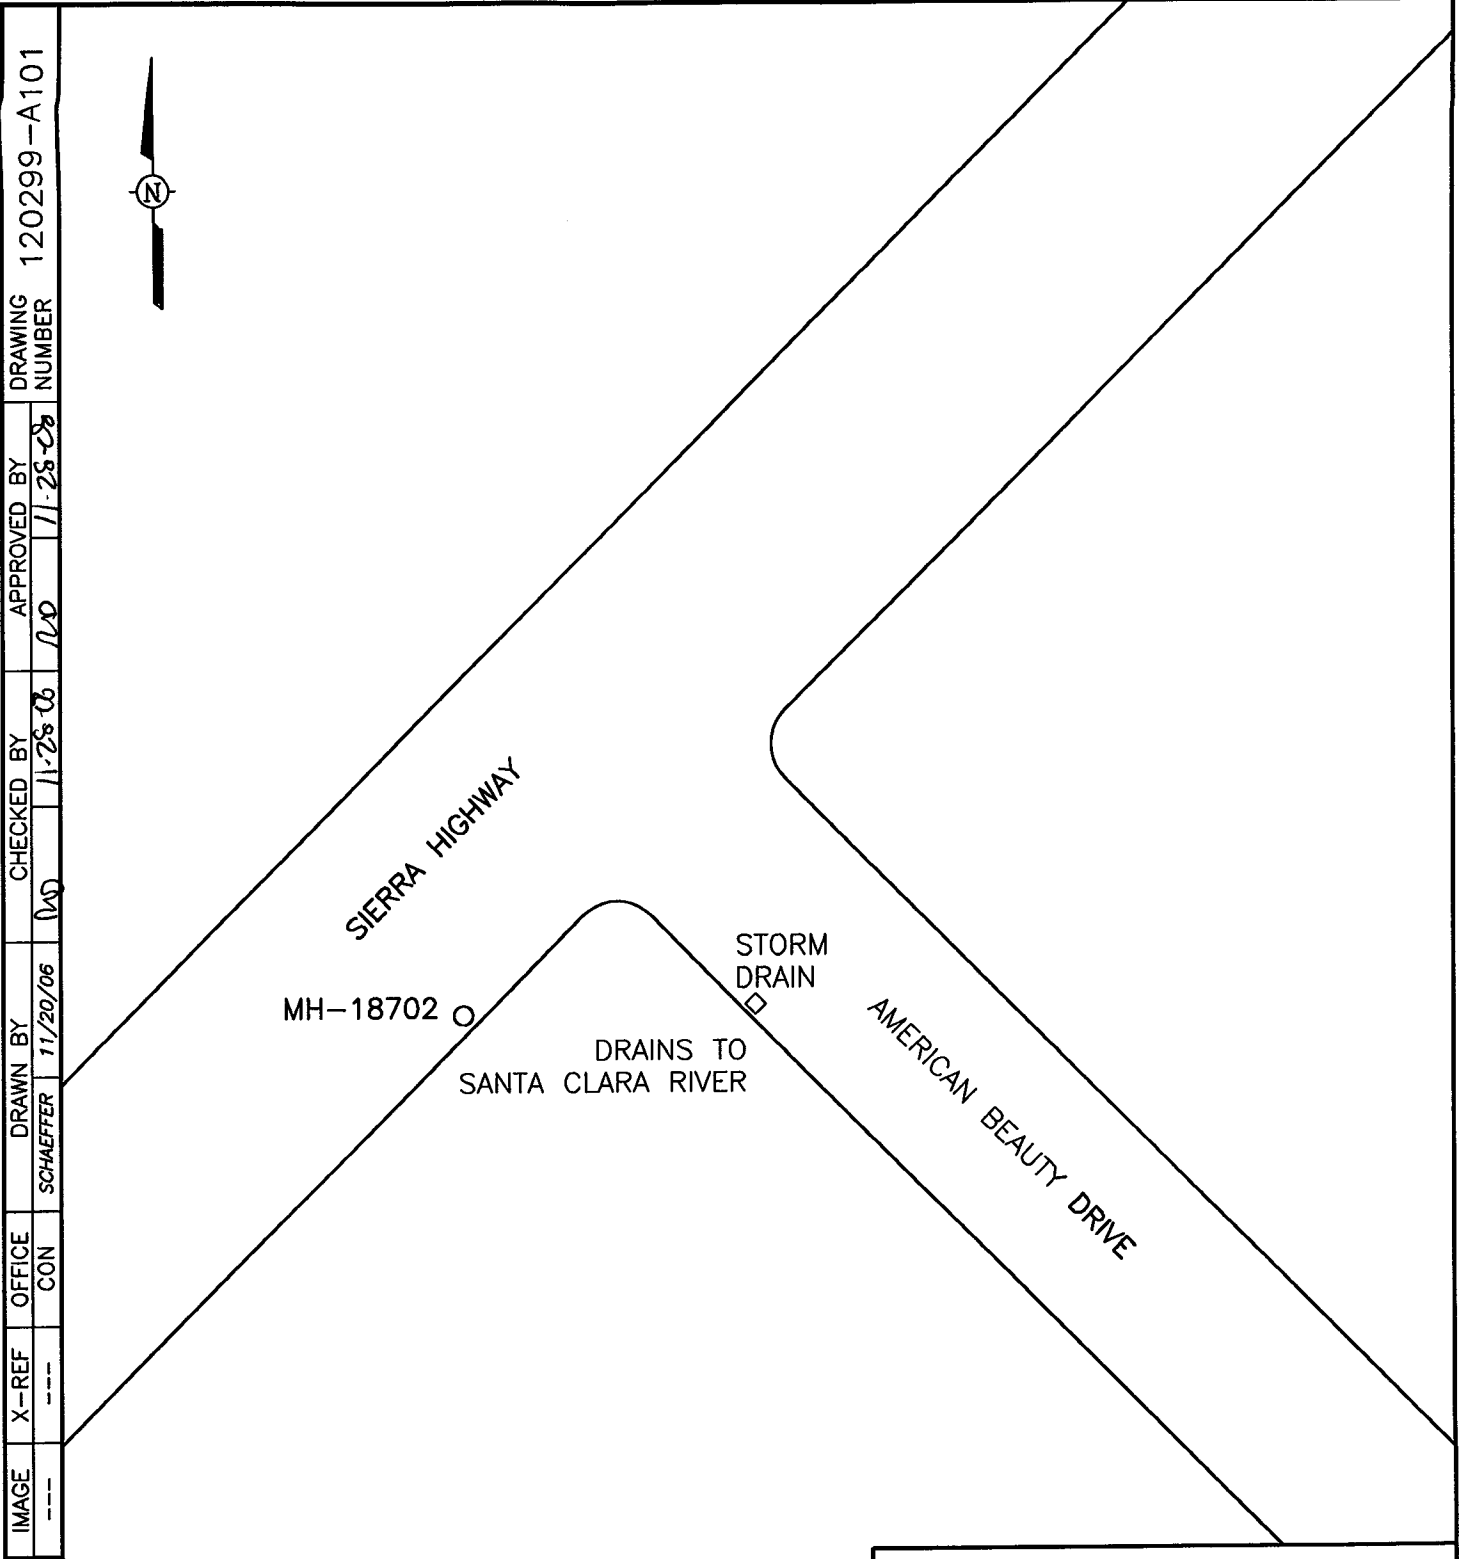 IMAGE X-REF OFFICE DRAWN BY CHECKED BY APPROVED BY DRAWING
--- --- CON SCHAEFFER 11/20/06 11-28-06 11-28-06 NUMBER
120299-A101
N
SIERRA HIGHWAY
MH-18702
STORM
DRAIN
DRAINS TO
SANTA CLARA RIVER
AMERICAN BEAUTY DRIVE